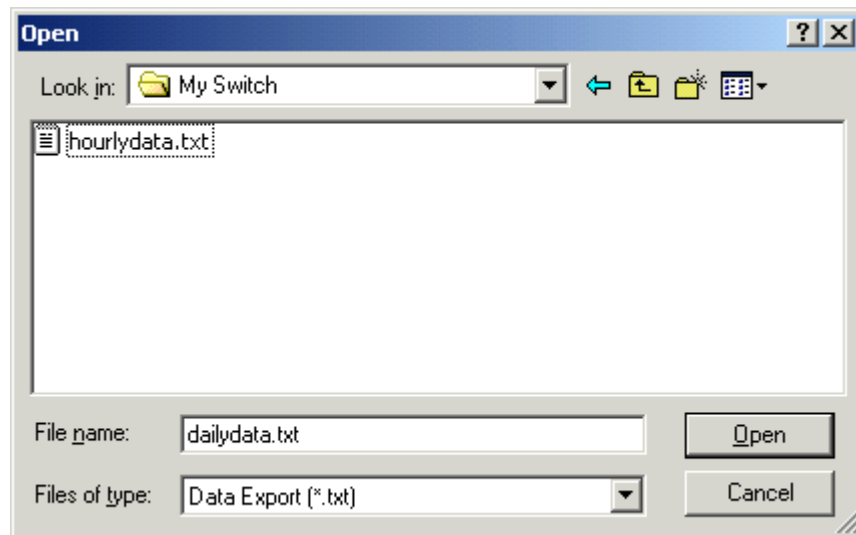 Open
Look in: My Switch
hourlydata.txt
File name: dailydata.txt Open
Files of type: Data Export (*.txt) Cancel